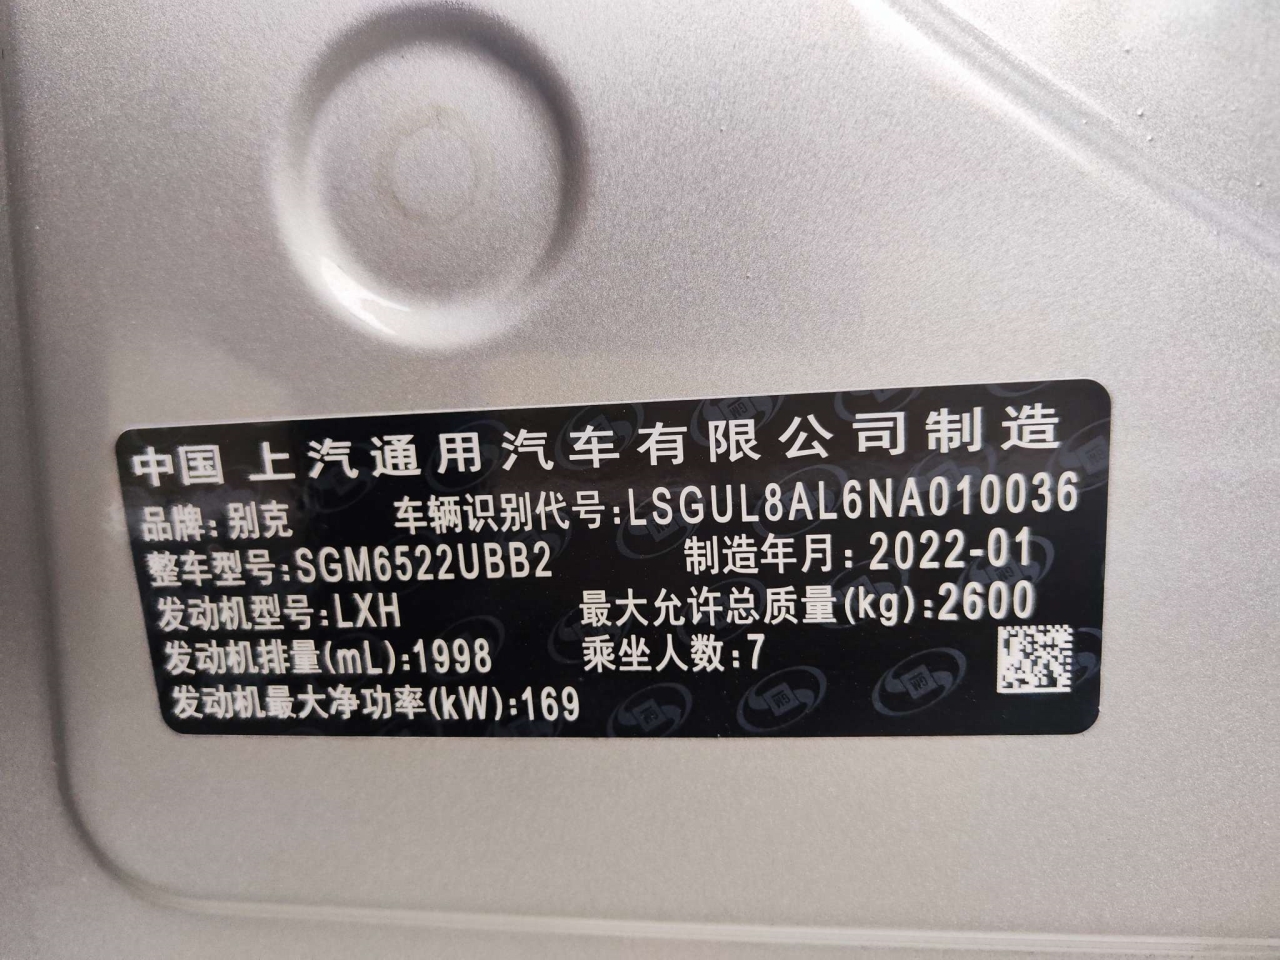 中国 上汽通用汽车有限公司制造
品牌: 别克 车辆识别代号:LSGUL8AL6NA010036
整车型号:SGM6522UBB2 制造年月: 2022-01
发动机型号:LXH 最大允许总质量(kg):2600
发动机排量(mL):1998 乘坐人数:7
发动机最大净功率(kW):169